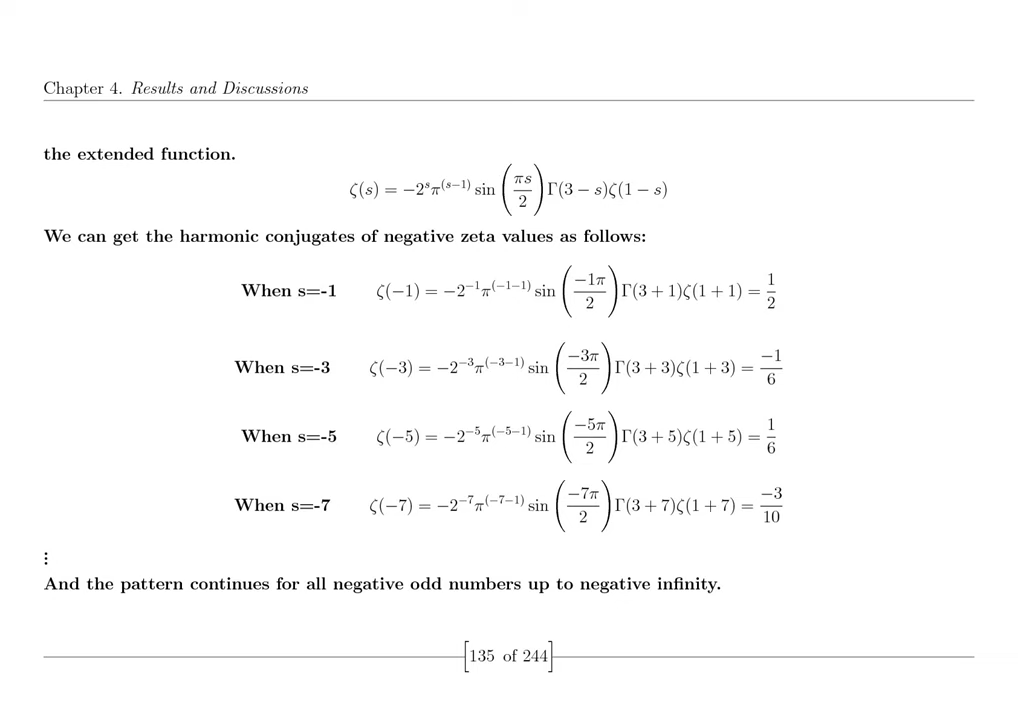 Chapter 4. Results and Discussions
the extended function.
ζ(s) = −2^s π^(s−1) sin(πs/2) Γ(3 − s)ζ(1 − s)
We can get the harmonic conjugates of negative zeta values as follows:
When s=-1 ζ(−1) = −2^−1 π^(−1−1) sin(−1π/2) Γ(3 + 1)ζ(1 + 1) = 1/2
When s=-3 ζ(−3) = −2^−3 π^(−3−1) sin(−3π/2) Γ(3 + 3)ζ(1 + 3) = −1/6
When s=-5 ζ(−5) = −2^−5 π^(−5−1) sin(−5π/2) Γ(3 + 5)ζ(1 + 5) = 1/6
When s=-7 ζ(−7) = −2^−7 π^(−7−1) sin(−7π/2) Γ(3 + 7)ζ(1 + 7) = −3/10
⋮
And the pattern continues for all negative odd numbers up to negative infinity.
[135 of 244]